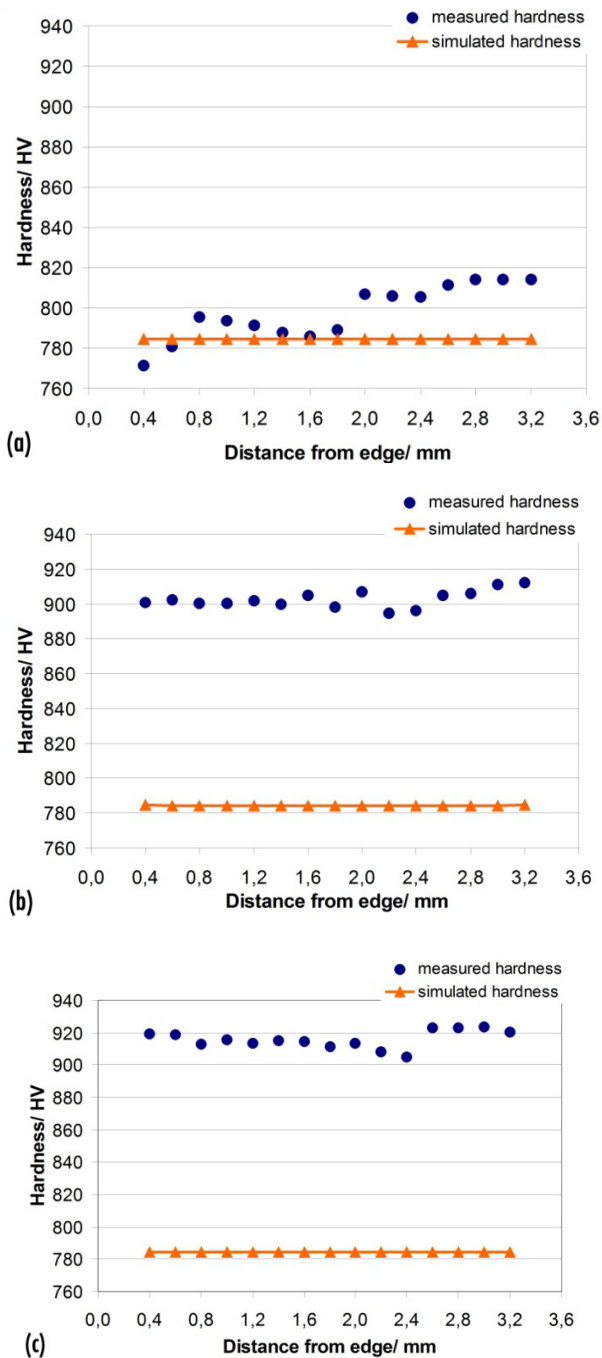 measured hardness
simulated hardness
940
920
900
880
860
840
820
800
780
760
Hardness/ HV
0,0 0,4 0,8 1,2 1,6 2,0 2,4 2,8 3,2 3,6
Distance from edge/ mm
(a)
measured hardness
simulated hardness
940
920
900
880
860
840
820
800
780
760
Hardness/ HV
0,0 0,4 0,8 1,2 1,6 2,0 2,4 2,8 3,2 3,6
Distance from edge/ mm
(b)
measured hardness
simulated hardness
940
920
900
880
860
840
820
800
780
760
Hardness/ HV
0,0 0,4 0,8 1,2 1,6 2,0 2,4 2,8 3,2 3,6
Distance from edge/ mm
(c)